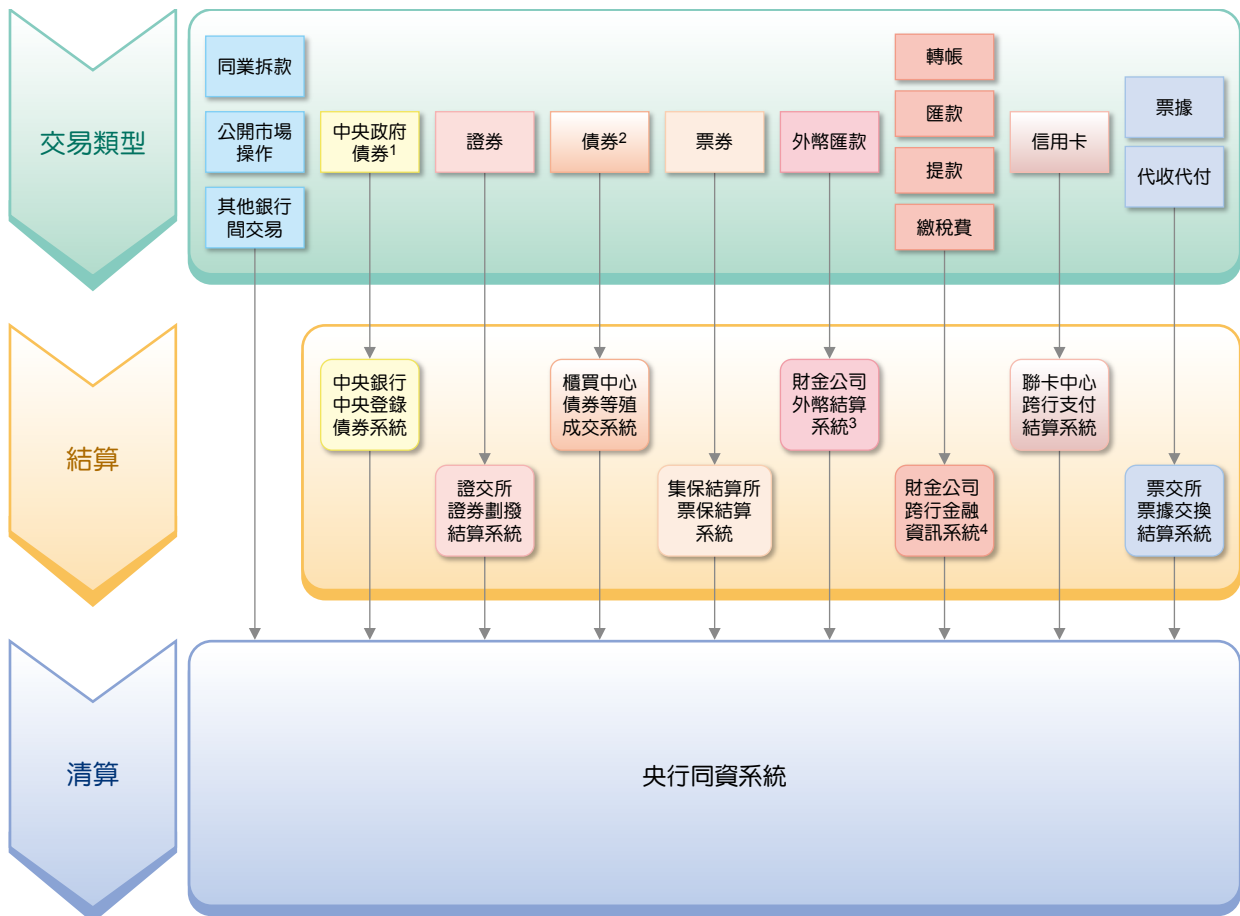 交易類型
同業拆款
公開市場
操作
其他銀行
間交易
中央政府
債券1
證券
債券2
票券
外幣匯款
轉帳
匯款
提款
繳稅費
信用卡
票據
代收代付
結算
中央銀行
中央登錄
債券系統
證交所
證券劃撥
結算系統
櫃買中心
債券等殖
成交系統
集保結算所
票保結算
系統
財金公司
外幣結算
系統3
財金公司
跨行金融
資訊系統4
聯卡中心
跨行支付
結算系統
票交所
票據交換
結算系統
清算
央行同資系統